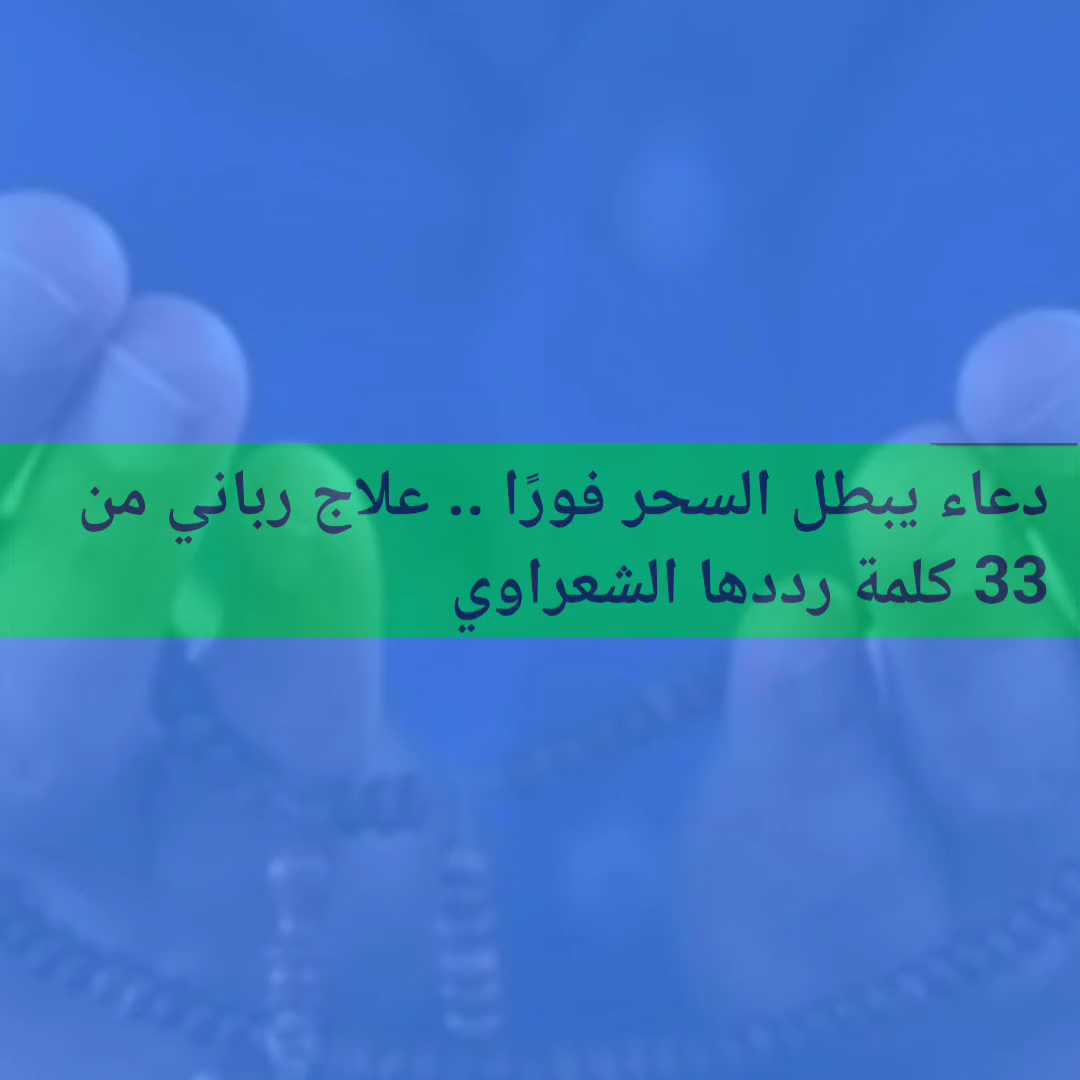 دعاء يبطل السحر فورًا .. علاج رباني من
33 كلمة رددها الشعراوي